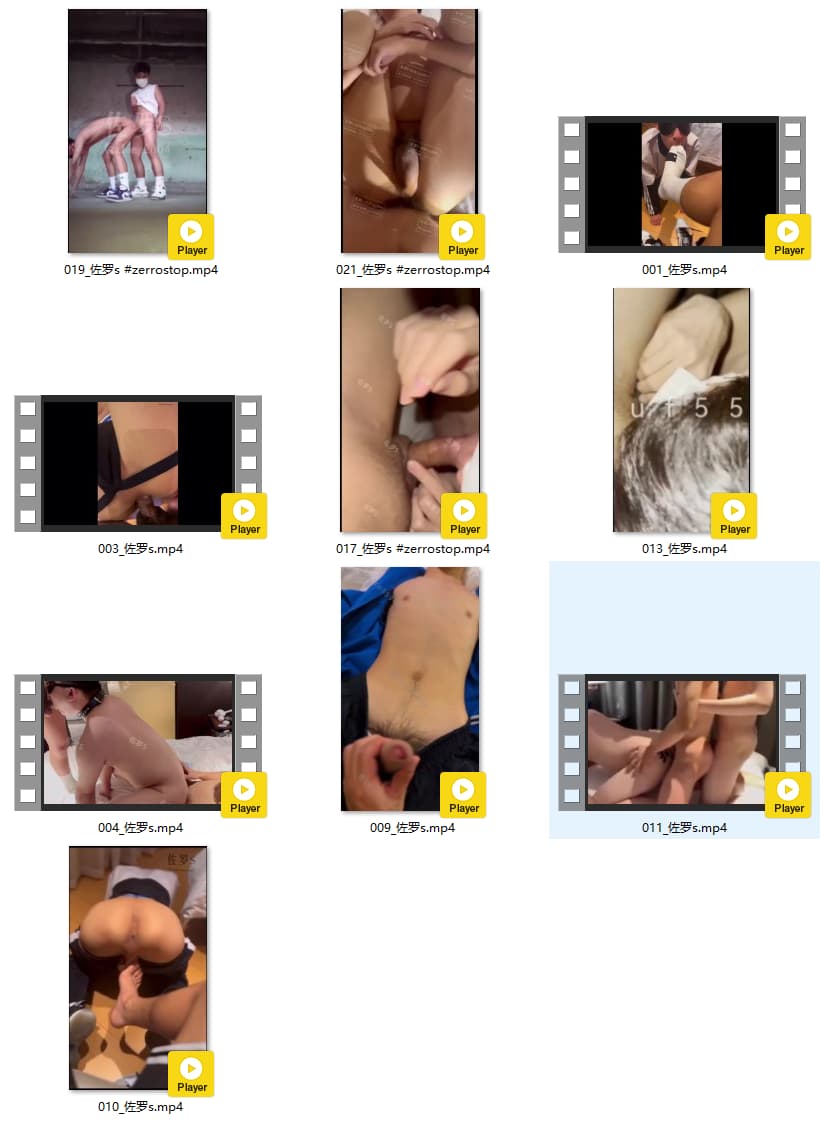 Player
Player
Player
019_佐罗s #zerrostop.mp4
021_佐罗s #zerrostop.mp4
001_佐罗s.mp4
u f 5 5
Player
Player
Player
003_佐罗s.mp4
017_佐罗s #zerrostop.mp4
013_佐罗s.mp4
Player
Player
Player
004_佐罗s.mp4
009_佐罗s.mp4
011_佐罗s.mp4
佐罗s
Player
010_佐罗s.mp4